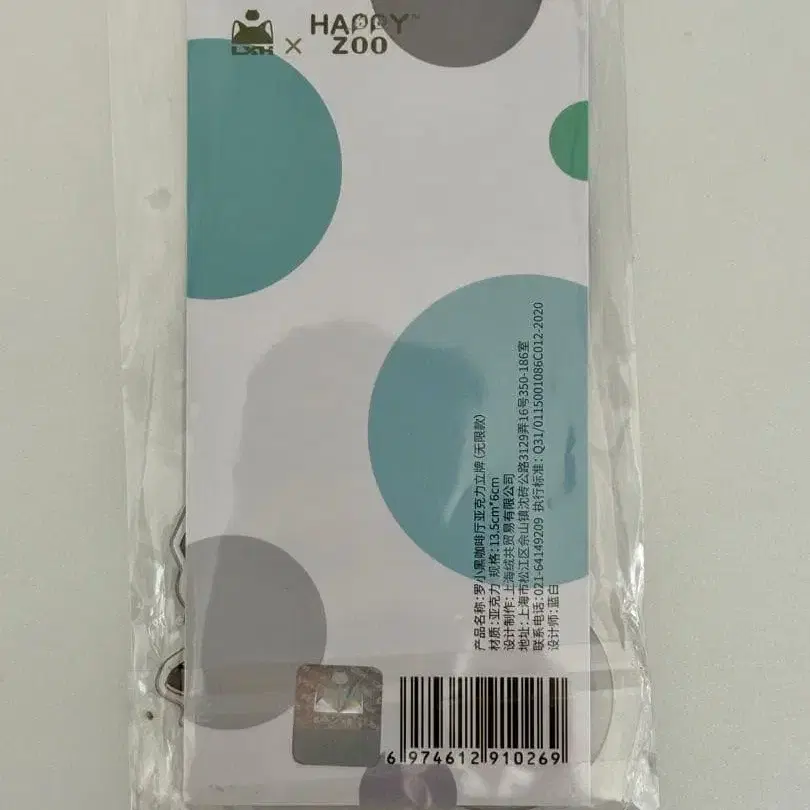 LXH × HAPPY ZOO™
产品名称：罗小黑咖啡厅亚克力立牌(无限款)
材质：亚克力 规格：13.5cm*6cm
设计制作：上海绒共贸易有限公司
地址：上海市松江区佘山镇沈砖公路3129弄16号350-186室
联系电话：021-64149209 执行标准：Q31/0115001086C012-2020
设计师：蓝白
6 974612 910269